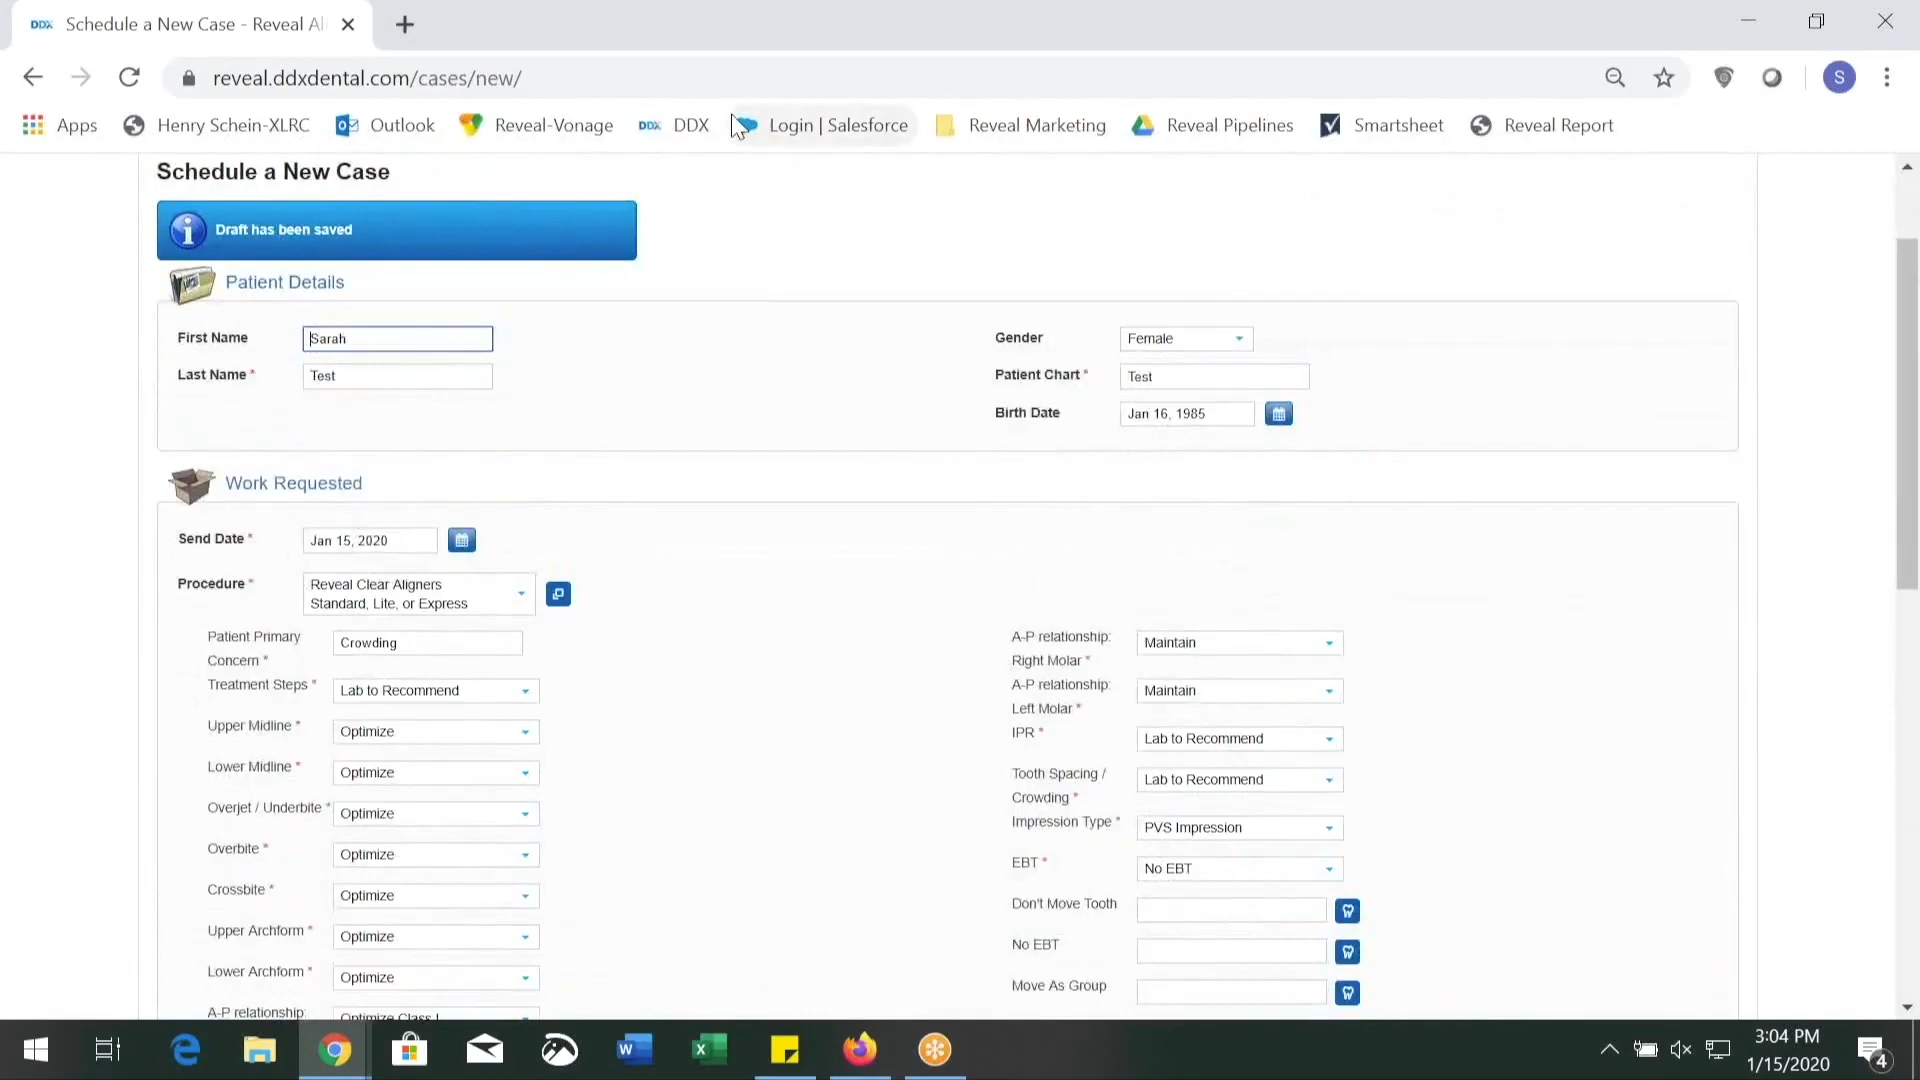 DDX Schedule a New Case - Reveal Al
reveal.ddxdental.com/cases/new/
S
Apps Henry Schein-XLRC Outlook Reveal-Vonage DDX DDX Login | Salesforce Reveal Marketing Reveal Pipelines Smartsheet Reveal Report
Schedule a New Case
Draft has been saved
Patient Details
First Name Sarah Gender Female
Last Name * Test Patient Chart * Test
Birth Date Jan 16, 1985
Work Requested
Send Date * Jan 15, 2020
Procedure * Reveal Clear Aligners
Standard, Lite, or Express
Patient Primary Concern * Crowding
A-P relationship: Right Molar * Maintain
Treatment Steps * Lab to Recommend
A-P relationship: Left Molar * Maintain
Upper Midline * Optimize
IPR * Lab to Recommend
Lower Midline * Optimize
Tooth Spacing / Crowding * Lab to Recommend
Overjet / Underbite * Optimize
Impression Type * PVS Impression
Overbite * Optimize
EBT * No EBT
Crossbite * Optimize
Don't Move Tooth
Upper Archform * Optimize
No EBT
Lower Archform * Optimize
Move As Group
A-P relationship: Optimize Class I
3:04 PM
1/15/2020
4